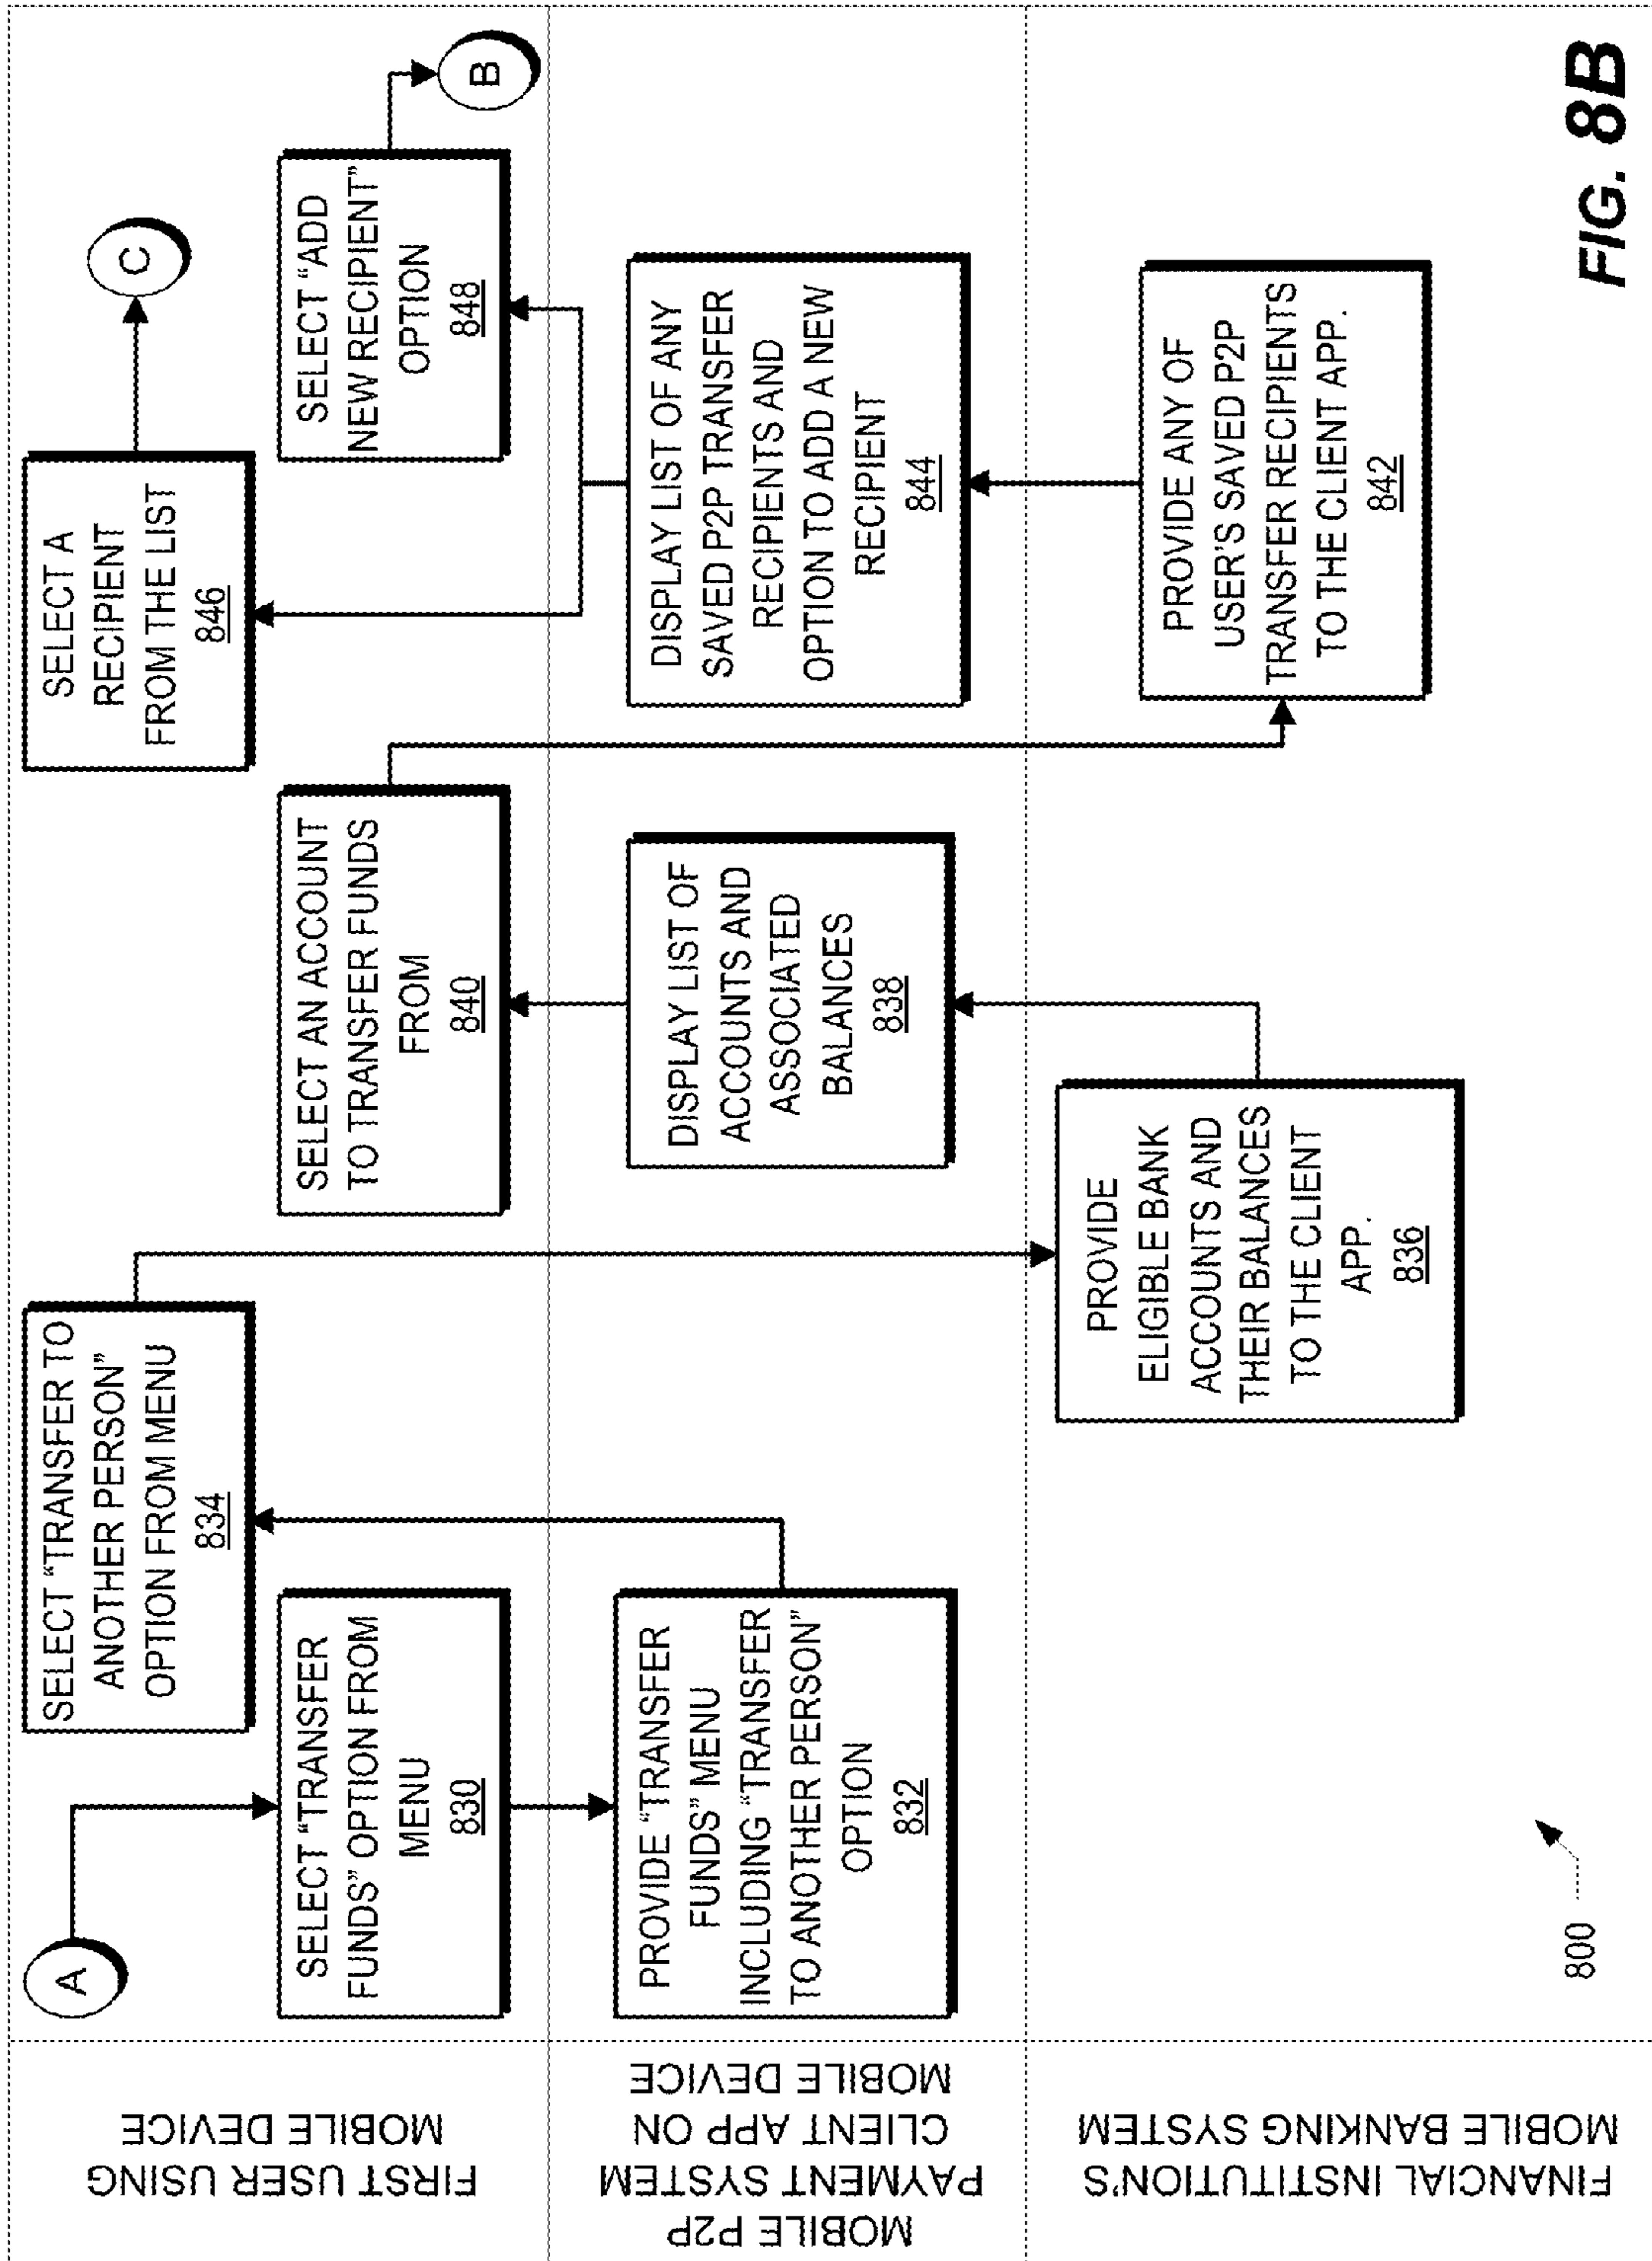 FIRST USER USING
MOBILE DEVICE
MOBILE P2P
PAYMENT SYSTEM
CLIENT APP ON
MOBILE DEVICE
FINANCIAL INSTITUTION'S
MOBILE BANKING SYSTEM
A
SELECT “TRANSFER
FUNDS” OPTION FROM
MENU
830
PROVIDE “TRANSFER
FUNDS” MENU
INCLUDING “TRANSFER
TO ANOTHER PERSON”
OPTION
832
SELECT “TRANSFER TO
ANOTHER PERSON”
OPTION FROM MENU
834
PROVIDE
ELIGIBLE BANK
ACCOUNTS AND
THEIR BALANCES
TO THE CLIENT
APP.
836
DISPLAY LIST OF
ACCOUNTS AND
ASSOCIATED
BALANCES
838
SELECT AN ACCOUNT
TO TRANSFER FUNDS
FROM
840
PROVIDE ANY OF
USER'S SAVED P2P
TRANSFER RECIPIENTS
TO THE CLIENT APP.
842
DISPLAY LIST OF ANY
SAVED P2P TRANSFER
RECIPIENTS AND
OPTION TO ADD A NEW
RECIPIENT
844
SELECT A
RECIPIENT
FROM THE LIST
846
C
SELECT “ADD
NEW RECIPIENT”
OPTION
848
B
800
FIG. 8B